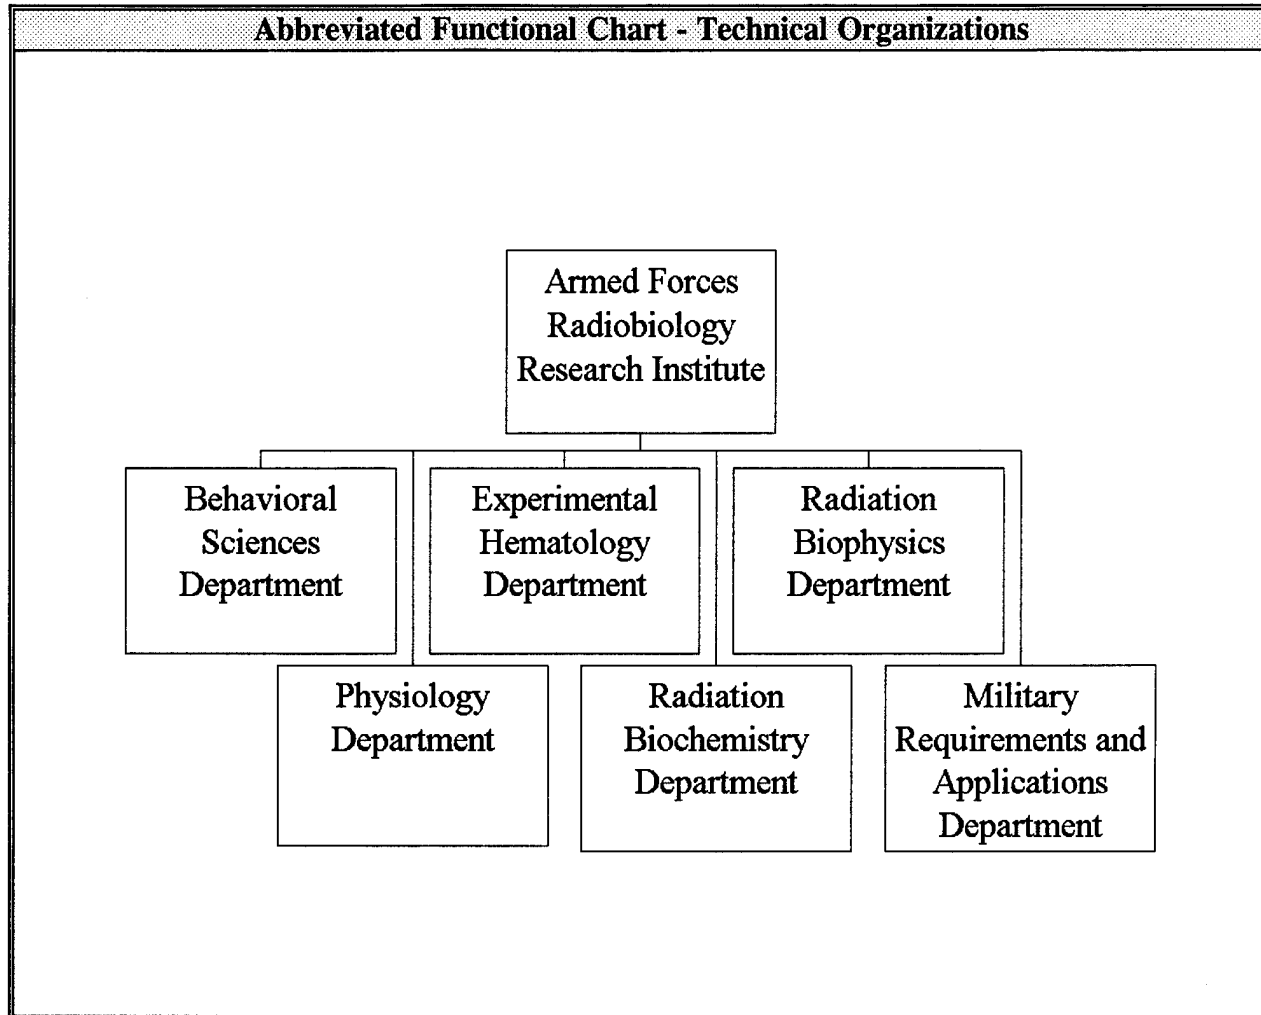 Abbreviated Functional Chart - Technical Organizations
Armed Forces
Radiobiology
Research Institute
Behavioral
Sciences
Department
Experimental
Hematology
Department
Radiation
Biophysics
Department
Physiology
Department
Radiation
Biochemistry
Department
Military
Requirements and
Applications
Department